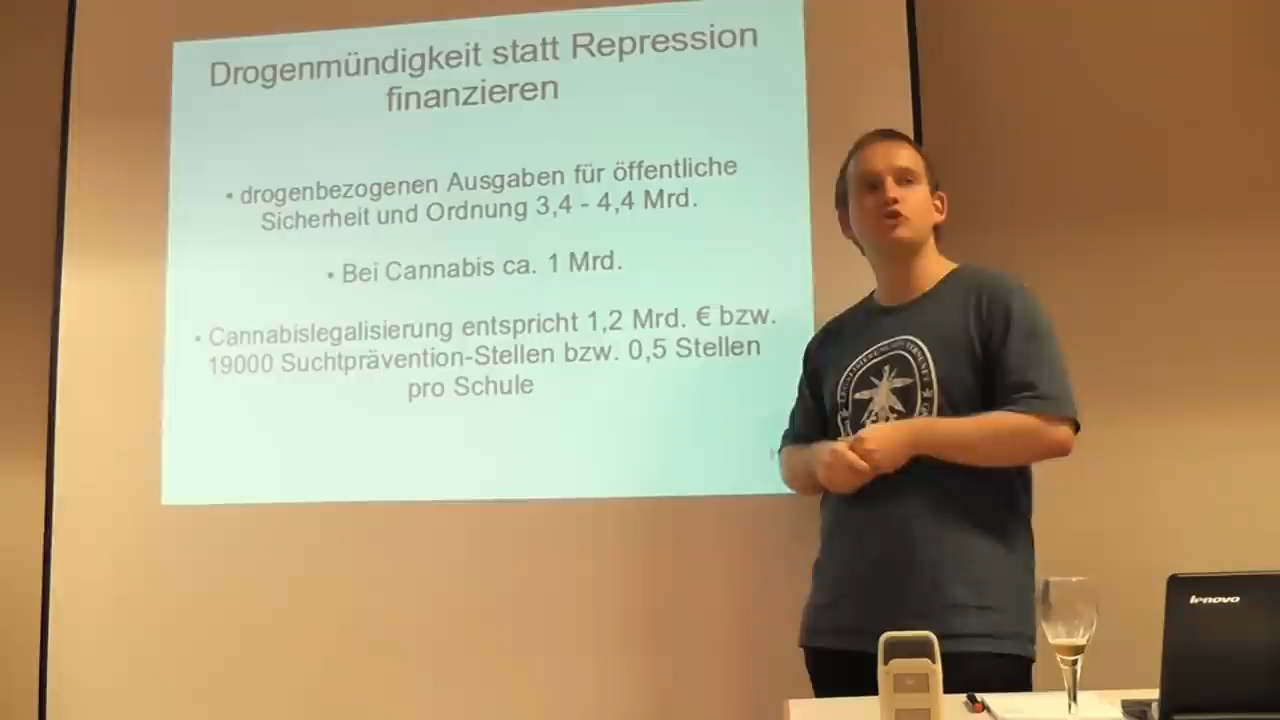 Drogenmündigkeit statt Repression
finanzieren
• drogenbezogenen Ausgaben für öffentliche
Sicherheit und Ordnung 3,4 - 4,4 Mrd.
• Bei Cannabis ca. 1 Mrd.
• Cannabislegalisierung entspricht 1,2 Mrd. € bzw.
19000 Suchtprävention-Stellen bzw. 0,5 Stellen
pro Schule
lenovo